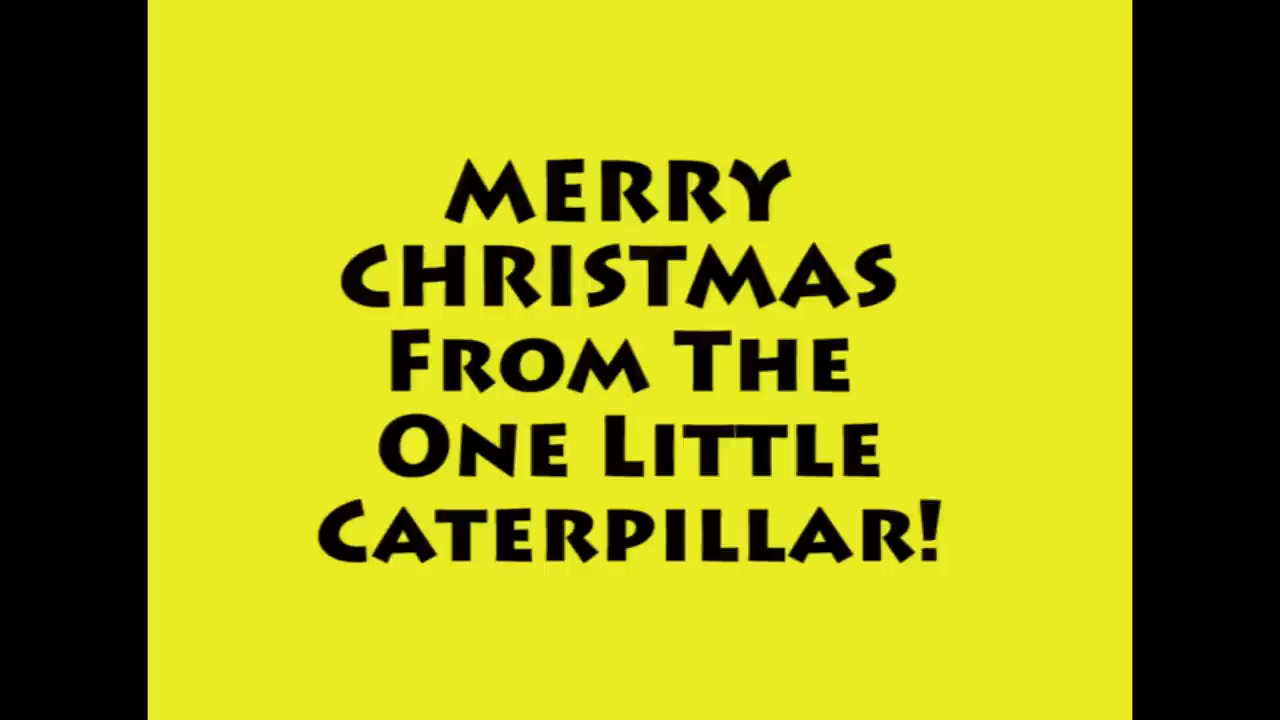 MERRY
CHRISTMAS
FROM THE
ONE LITTLE
CATERPILLAR!